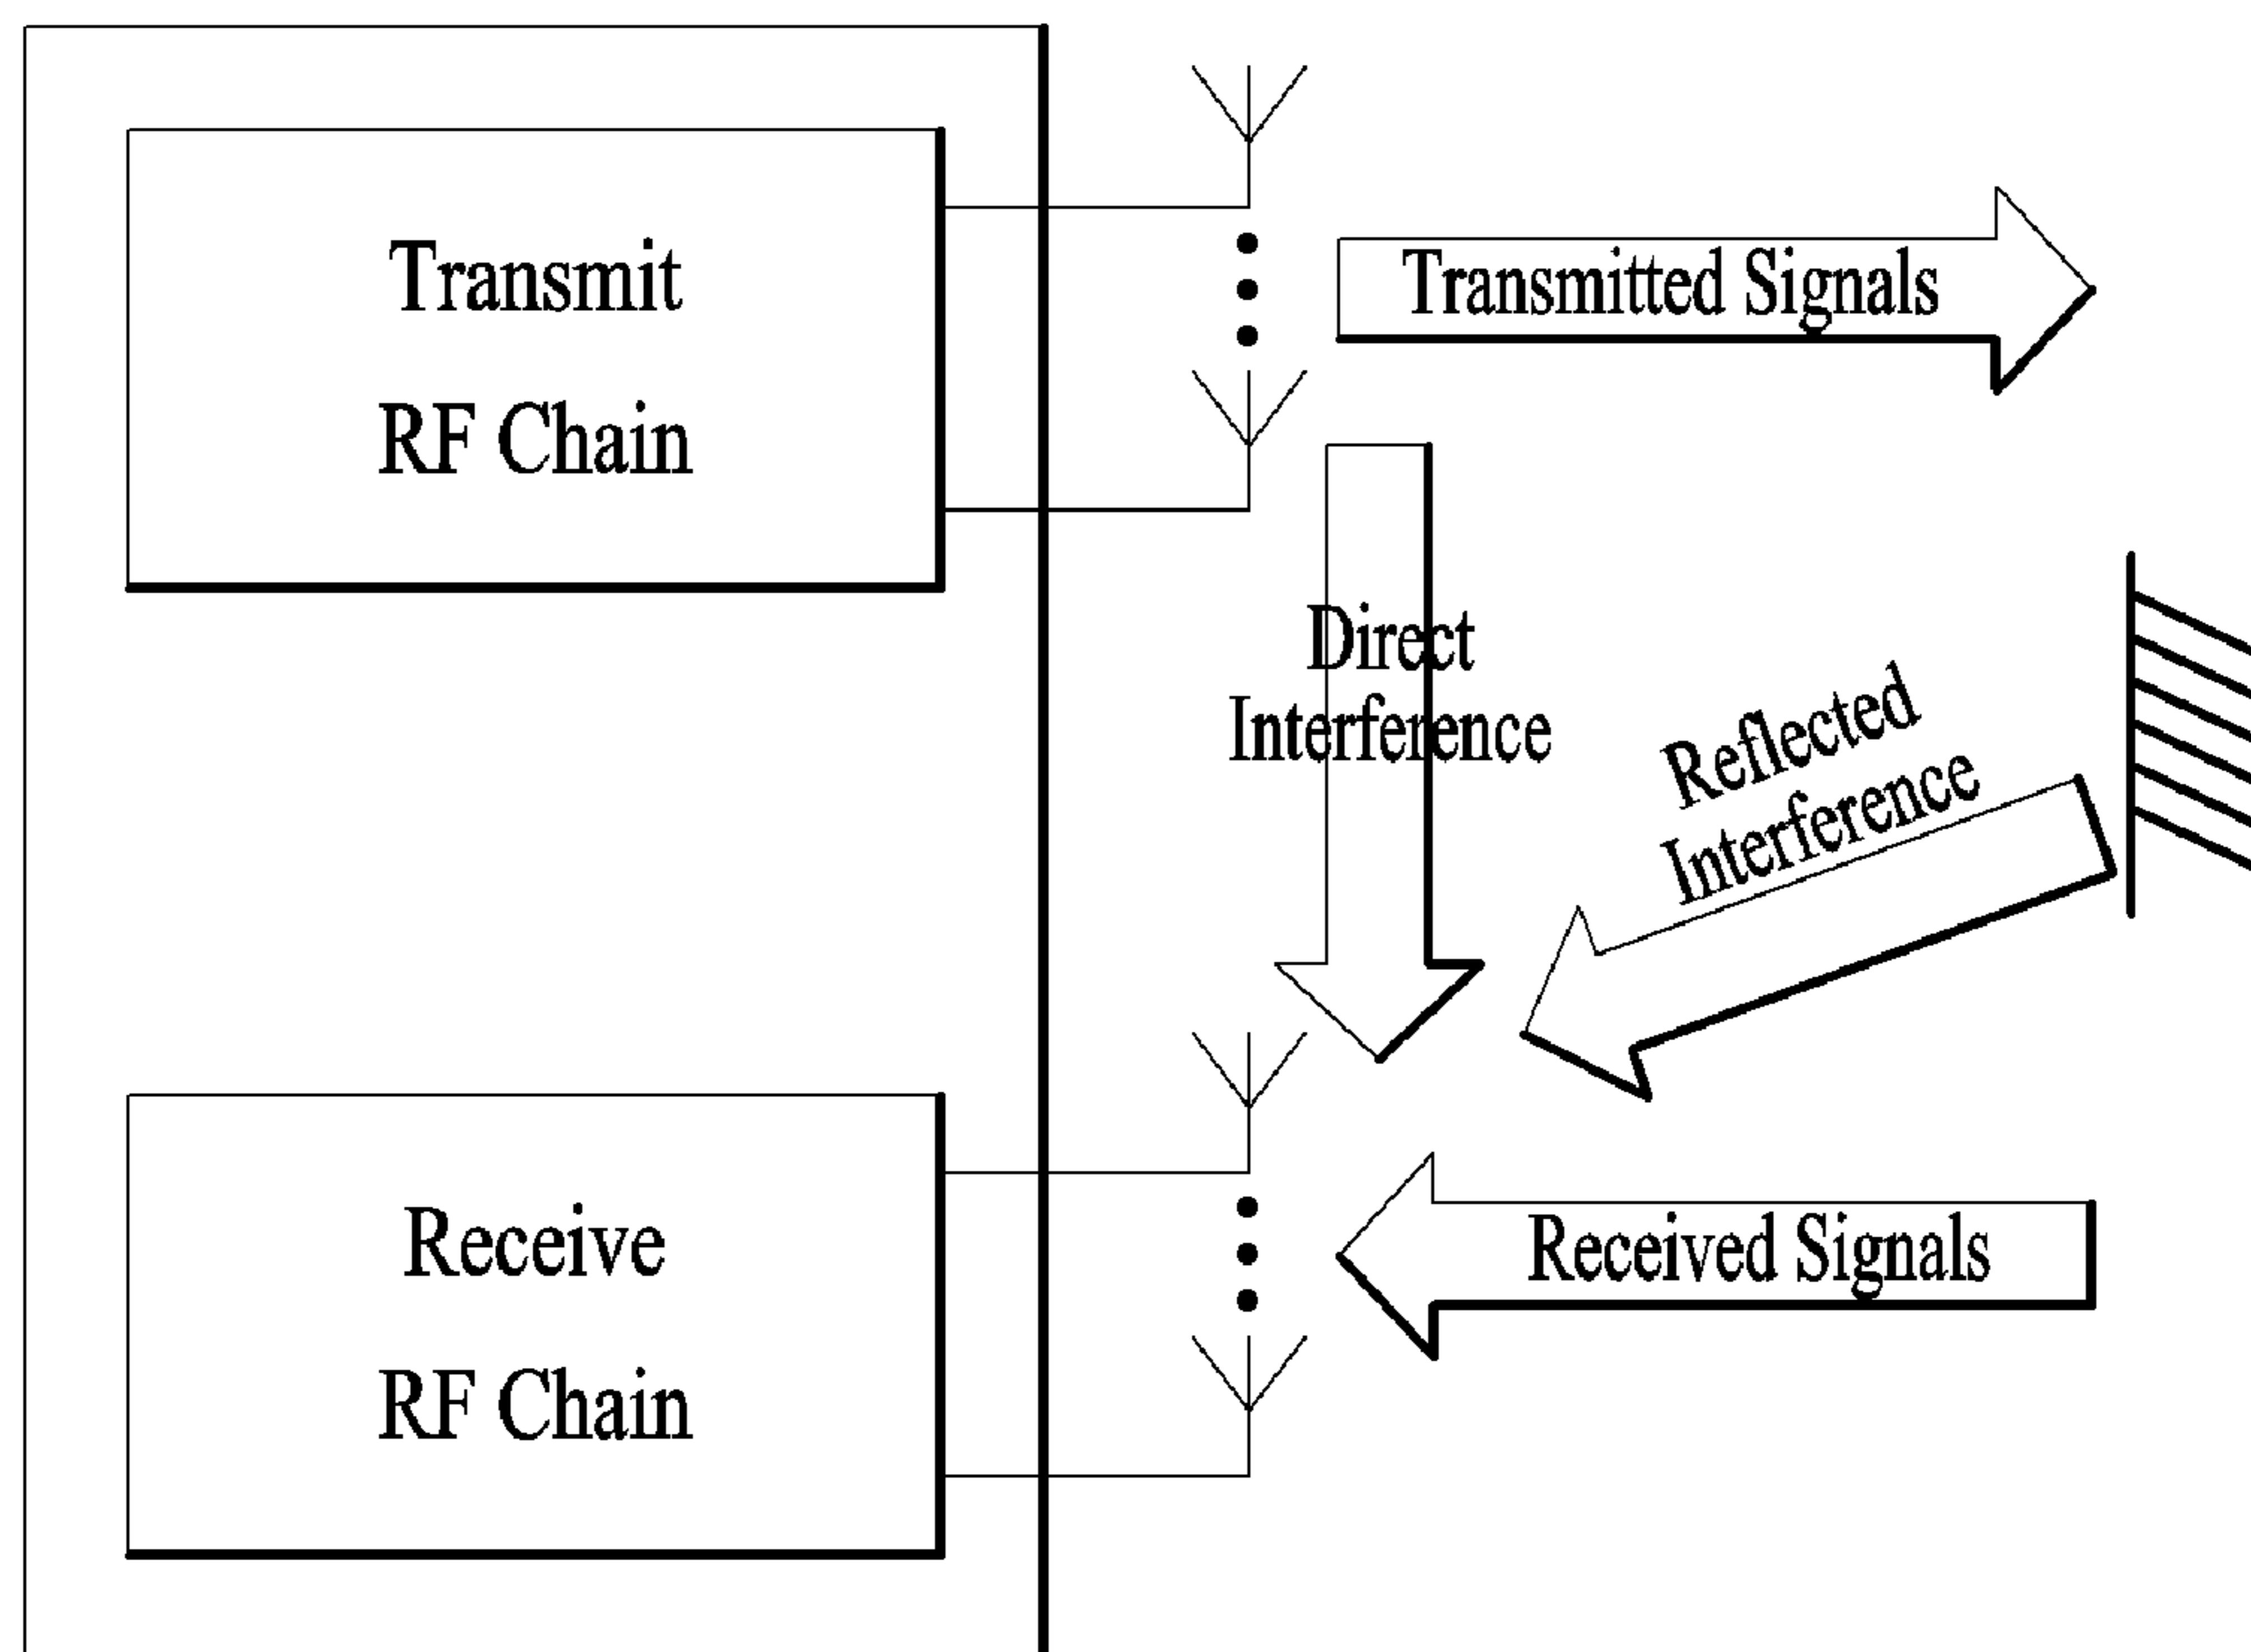 Transmit
RF Chain
Transmitted Signals
Direct
Interference
Reflected
Interference
Receive
RF Chain
Received Signals